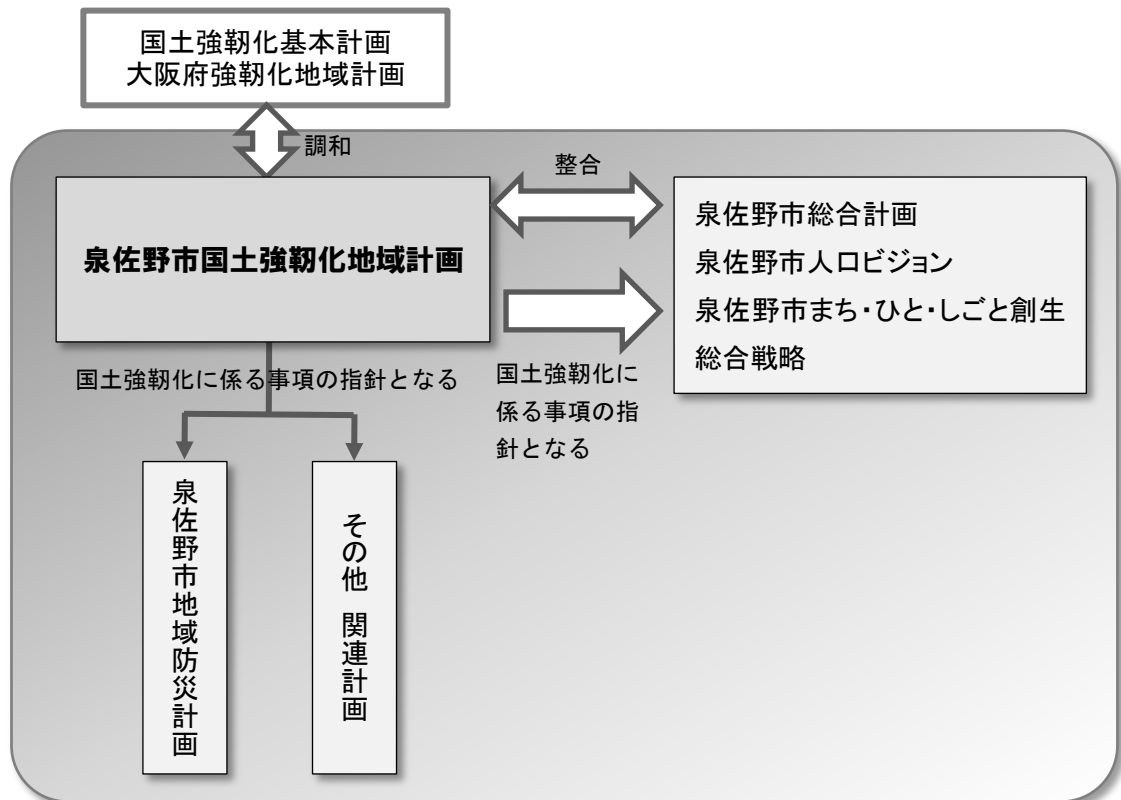 国土強靭化基本計画
大阪府強靭化地域計画
調和
整合
泉佐野市国土強靭化地域計画
泉佐野市総合計画
泉佐野市人口ビジョン
泉佐野市まち・ひと・しごと創生
総合戦略
国土強靭化に係る事項の指針となる
国土強靭化に
係る事項の指
針となる
泉佐野市地域防災計画
その他 関連計画